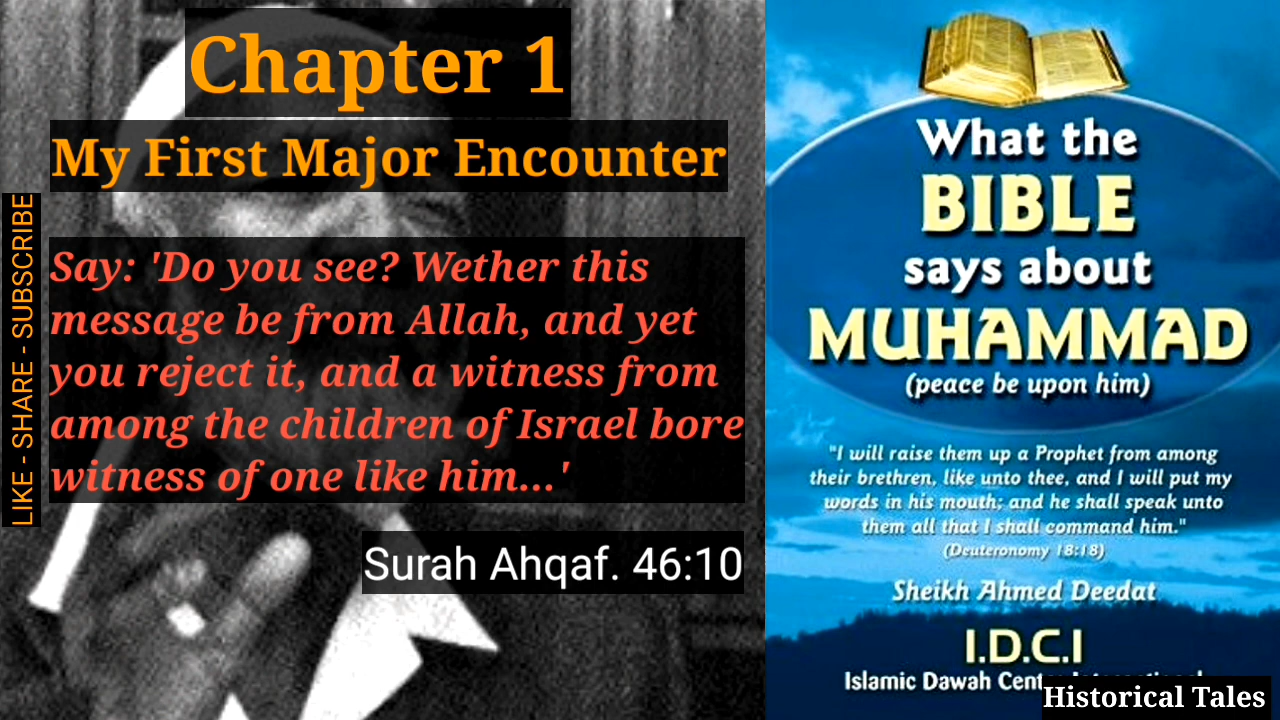 Chapter 1
My First Major Encounter
LIKE - SHARE - SUBSCRIBE
Say: 'Do you see? Wether this
message be from Allah, and yet
you reject it, and a witness from
among the children of Israel bore
witness of one like him...'
Surah Ahqaf. 46:10
What the
BIBLE
says about
MUHAMMAD
(peace be upon him)
"I will raise them up a Prophet from among
their brethren, like unto thee, and I will put my
words in his mouth; and he shall speak unto
them all that I shall command him."
(Deuteronomy 18:18)
Sheikh Ahmed Deedat
I.D.C.I
Islamic Dawah
Historical Tales